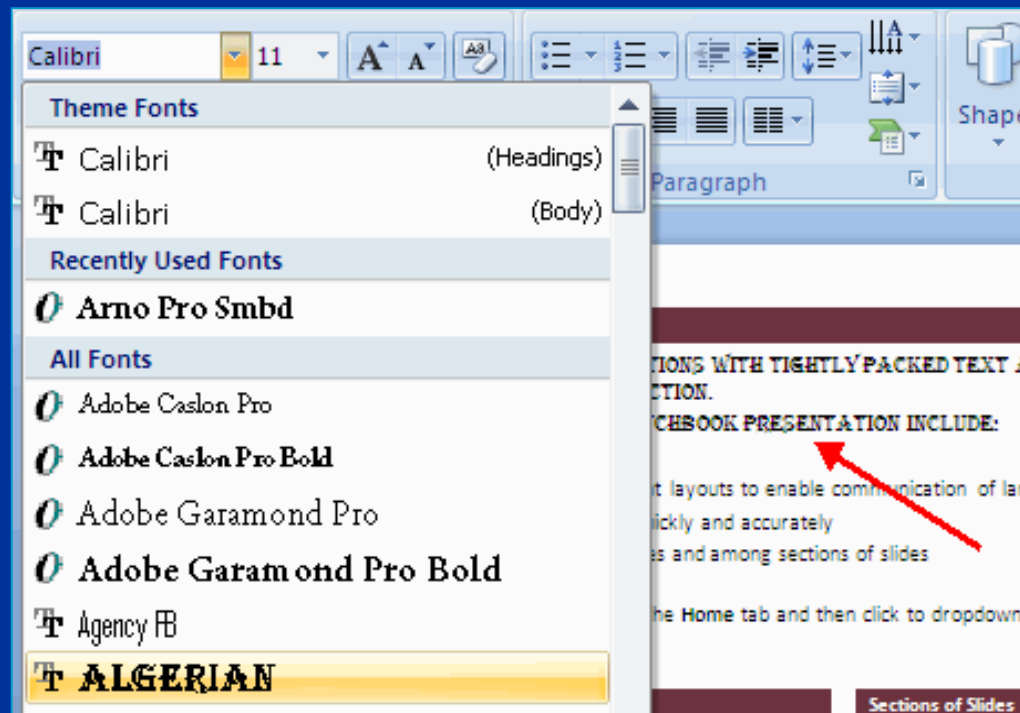 Calibri 11
Theme Fonts
Calibri (Headings)
Calibri (Body)
Recently Used Fonts
Arno Pro Smbd
All Fonts
Adobe Caslon Pro
Adobe Caslon Pro Bold
Adobe Garamond Pro
Adobe Garamond Pro Bold
Agency FB
ALGERIAN
Paragraph
Shape
TIONS WITH TIGHTLY PACKED TEXT
CTION.
CHBOOK PRESENTATION INCLUDE:
t layouts to enable communication of la
ickly and accurately
es and among sections of slides
he Home tab and then click to dropdown
Sections of Slides